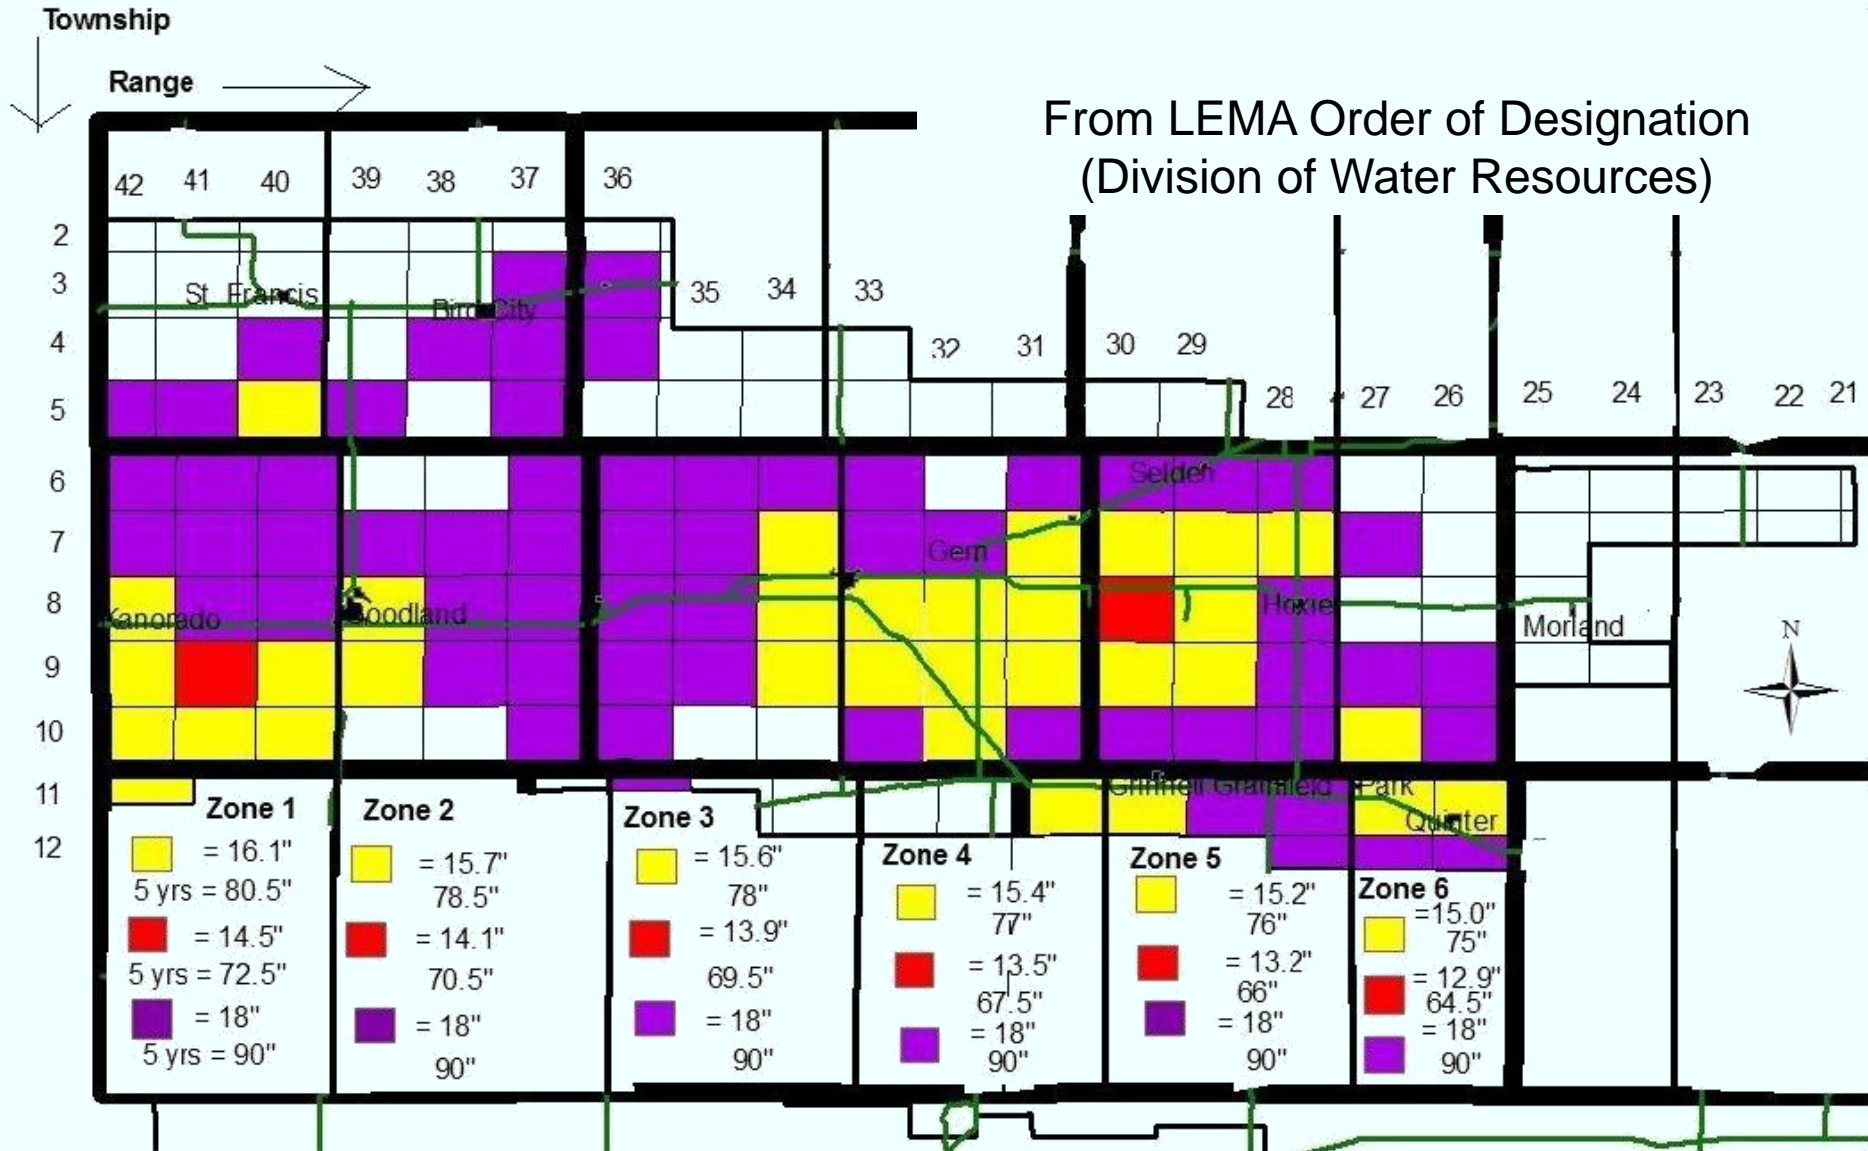 Township
Range
From LEMA Order of Designation
(Division of Water Resources)
42 41 40 39 38 37 36
2
3
St. Francis
35 34 33
Bird City
4
32 31 30 29
5
28 27 26 25 24 23 22 21
6
Selden
7
Gem
8
Kanorado
Goodland
Hoxie
Morland
N
9
10
11
Grinnell Grainfield Park
Quinter
12
Zone 1
= 16.1"
5 yrs = 80.5"
= 14.5"
5 yrs = 72.5"
= 18"
5 yrs = 90"
Zone 2
= 15.7"
78.5"
= 14.1"
70.5"
= 18"
90"
Zone 3
= 15.6"
78"
= 13.9"
69.5"
= 18"
90"
Zone 4
= 15.4"
77"
= 13.5"
67.5"
= 18"
90"
Zone 5
= 15.2"
76"
= 13.2"
66"
= 18"
90"
Zone 6
=15.0"
75"
= 12.9"
64.5"
= 18"
90"